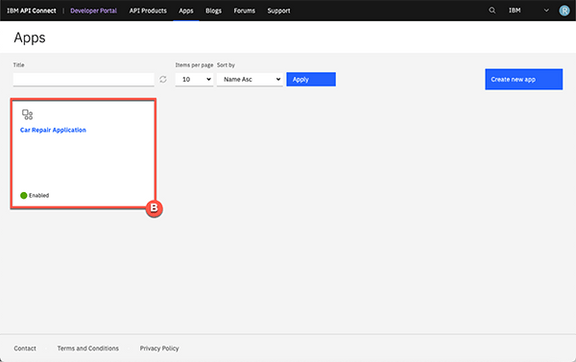 IBM API Connect | Developer Portal API Products Apps Blogs Forums Support IBM R
Apps
Title Items per page Sort by
10 Name Asc Apply Create new app
Car Repair Application
Enabled
B
Contact Terms and Conditions Privacy Policy